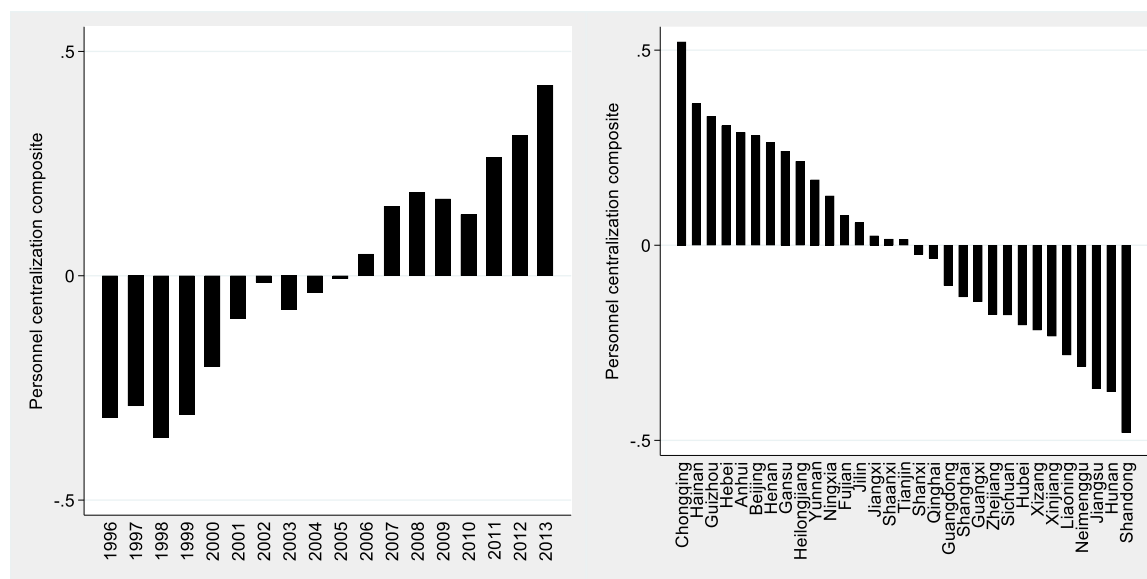 Personnel centralization composite
.5
0
-.5
1996
1997
1998
1999
2000
2001
2002
2003
2004
2005
2006
2007
2008
2009
2010
2011
2012
2013
Personnel centralization composite
.5
0
-.5
Chongqing
Hainan
Guizhou
Hebei
Anhui
Beijing
Henan
Gansu
Heilongjiang
Yunnan
Ningxia
Fujian
Jilin
Jiangxi
Shaanxi
Tianjin
Shanxi
Qinghai
Guangdong
Shanghai
Guangxi
Zhejiang
Sichuan
Hubei
Xizang
Xinjiang
Liaoning
Neimenggu
Jiangsu
Hunan
Shandong